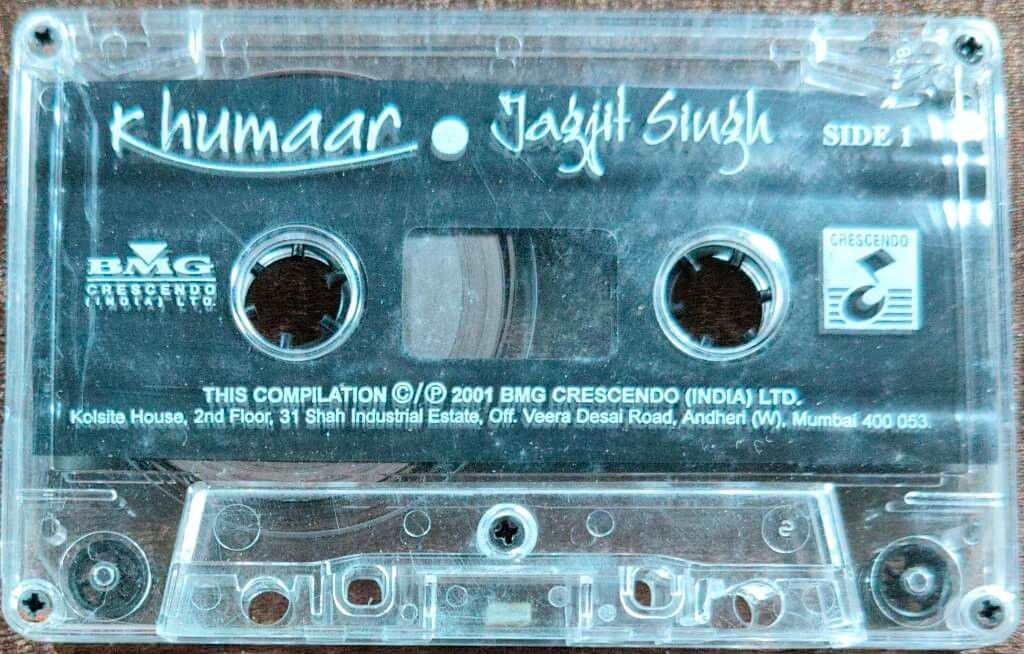 Khumaar • Jagjit Singh SIDE 1
BMG
CRESCENDO
(INDIA) LTD.
CRESCENDO
THIS COMPILATION ©/℗ 2001 BMG CRESCENDO (INDIA) LTD.
Kolsite House, 2nd Floor, 31 Shah Industrial Estate, Off. Veera Desai Road, Andheri (W), Mumbai 400 053.